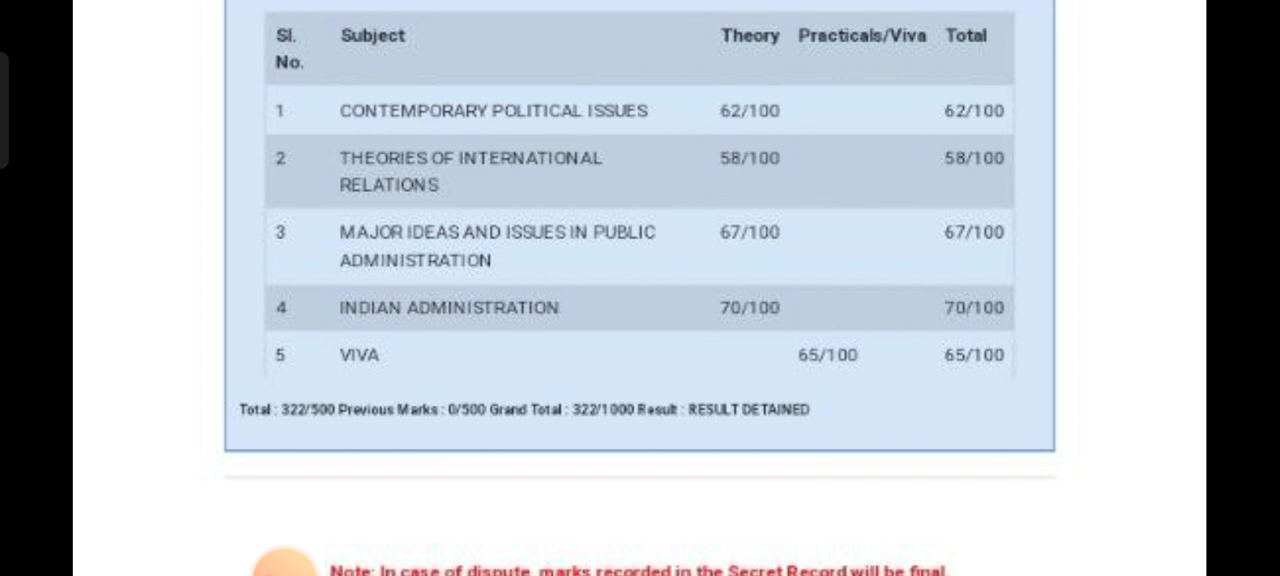 Sl. Subject Theory Practicals/Viva Total
No.
1 CONTEMPORARY POLITICAL ISSUES 62/100 62/100
2 THEORIES OF INTERNATIONAL 58/100 58/100
RELATIONS
3 MAJOR IDEAS AND ISSUES IN PUBLIC 67/100 67/100
ADMINISTRATION
4 INDIAN ADMINISTRATION 70/100 70/100
5 VIVA 65/100 65/100
Total : 322/500 Previous Marks : 0/500 Grand Total : 322/1000 Result : RESULT DETAINED
Note: In case of dispute, marks recorded in the Secret Record will be final.